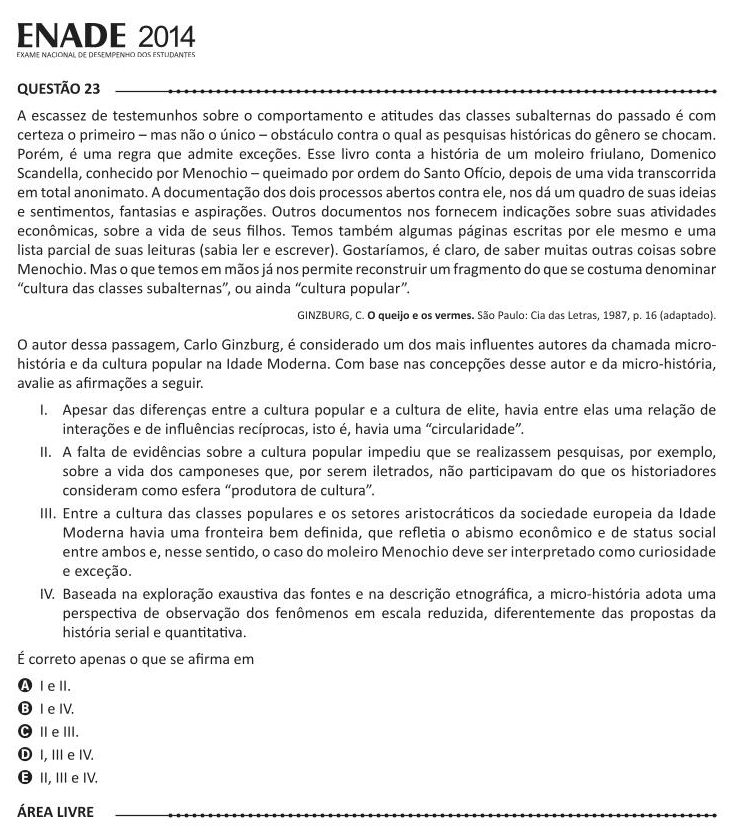 ENADE 2014
EXAME NACIONAL DE DESEMPENHO DOS ESTUDANTES
QUESTÃO 23
A escassez de testemunhos sobre o comportamento e atitudes das classes subalternas do passado é com
certeza o primeiro – mas não o único – obstáculo contra o qual as pesquisas históricas do gênero se chocam.
Porém, é uma regra que admite exceções. Esse livro conta a história de um moleiro friulano, Domenico
Scandella, conhecido por Menochio – queimado por ordem do Santo Ofício, depois de uma vida transcorrida
em total anonimato. A documentação dos dois processos abertos contra ele, nos dá um quadro de suas ideias
e sentimentos, fantasias e aspirações. Outros documentos nos fornecem indicações sobre suas atividades
econômicas, sobre a vida de seus filhos. Temos também algumas páginas escritas por ele mesmo e uma
lista parcial de suas leituras (sabia ler e escrever). Gostaríamos, é claro, de saber muitas outras coisas sobre
Menochio. Mas o que temos em mãos já nos permite reconstruir um fragmento do que se costuma denominar
“cultura das classes subalternas”, ou ainda “cultura popular”.
GINZBURG, C. O queijo e os vermes. São Paulo: Cia das Letras, 1987, p. 16 (adaptado).
O autor dessa passagem, Carlo Ginzburg, é considerado um dos mais influentes autores da chamada micro-
história e da cultura popular na Idade Moderna. Com base nas concepções desse autor e da micro-história,
avalie as afirmações a seguir.
I. Apesar das diferenças entre a cultura popular e a cultura de elite, havia entre elas uma relação de
interações e de influências recíprocas, isto é, havia uma “circularidade”.
II. A falta de evidências sobre a cultura popular impediu que se realizassem pesquisas, por exemplo,
sobre a vida dos camponeses que, por serem iletrados, não participavam do que os historiadores
consideram como esfera “produtora de cultura”.
III. Entre a cultura das classes populares e os setores aristocráticos da sociedade europeia da Idade
Moderna havia uma fronteira bem definida, que refletia o abismo econômico e de status social
entre ambos e, nesse sentido, o caso do moleiro Menochio deve ser interpretado como curiosidade
e exceção.
IV. Baseada na exploração exaustiva das fontes e na descrição etnográfica, a micro-história adota uma
perspectiva de observação dos fenômenos em escala reduzida, diferentemente das propostas da
história serial e quantitativa.
É correto apenas o que se afirma em
A I e II.
B I e IV.
C II e III.
D I, III e IV.
E II, III e IV.
ÁREA LIVRE